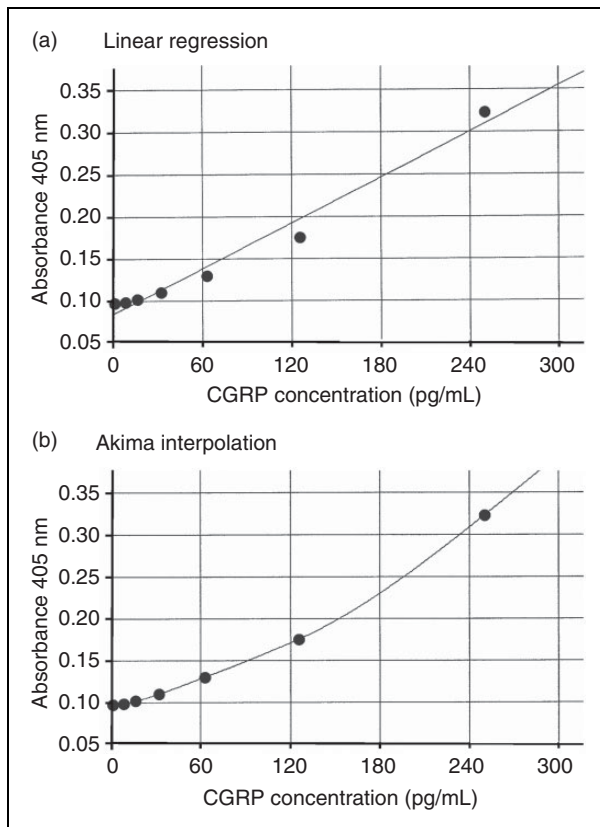 (a) Linear regression
0.35
0.30
0.25
0.20
0.15
0.10
0.05
Absorbance 405 nm
0 60 120 180 240 300
CGRP concentration (pg/mL)
(b) Akima interpolation
0.35
0.30
0.25
0.20
0.15
0.10
0.05
Absorbance 405 nm
0 60 120 180 240 300
CGRP concentration (pg/mL)